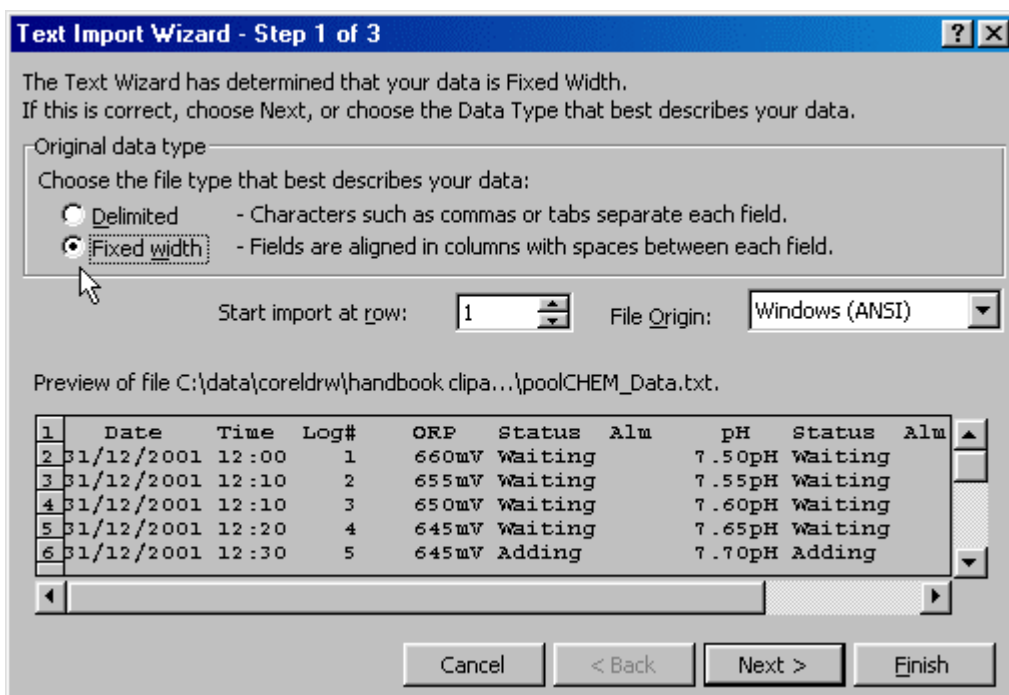 Text Import Wizard - Step 1 of 3
The Text Wizard has determined that your data is Fixed Width.
If this is correct, choose Next, or choose the Data Type that best describes your data.
Original data type
Choose the file type that best describes your data:
Delimited - Characters such as commas or tabs separate each field.
Fixed width - Fields are aligned in columns with spaces between each field.
Start import at row: 1 File Origin: Windows (ANSI)
Preview of file C:\data\coreldrw\handbook clipa...\poolCHEM_Data.txt.
1 Date Time Log# ORP Status Alm pH Status Alm
2 31/12/2001 12:00 1 660mV Waiting 7.50pH Waiting
3 31/12/2001 12:10 2 655mV Waiting 7.55pH Waiting
4 31/12/2001 12:10 3 650mV Waiting 7.60pH Waiting
5 31/12/2001 12:20 4 645mV Waiting 7.65pH Waiting
6 31/12/2001 12:30 5 645mV Adding 7.70pH Adding
Cancel < Back Next > Finish